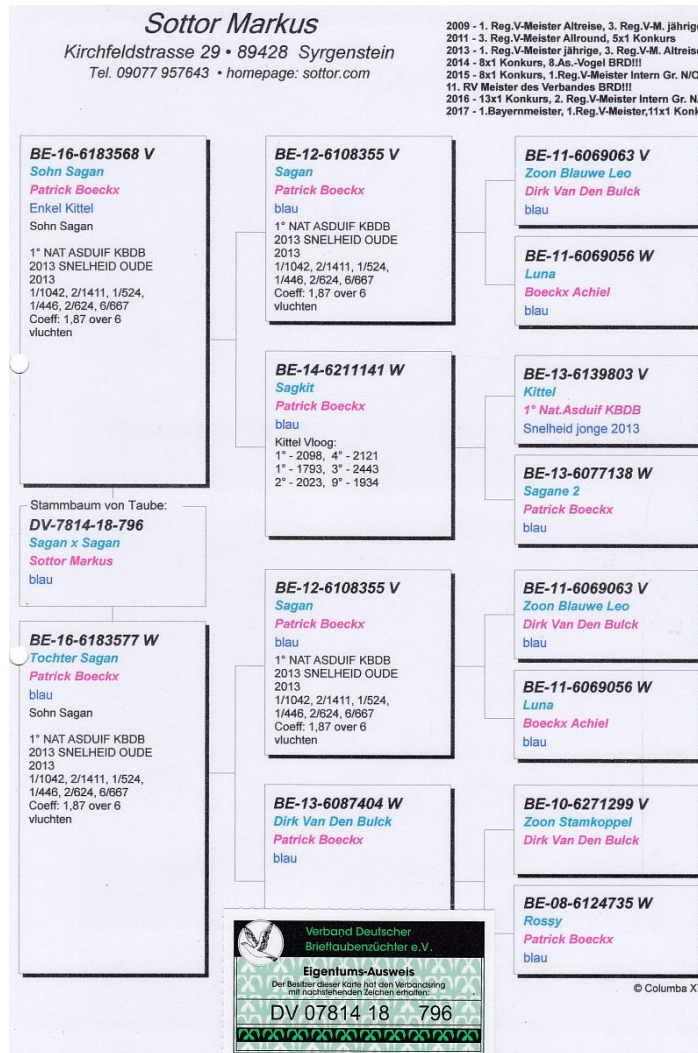 Sottor Markus
Kirchfeldstrasse 29 • 89428 Syrgenstein
Tel. 09077 957643 • homepage: sottor.com
2009 - 1. Reg.V-Meister Altreise, 3. Reg.V-M. jährige
2011 - 3. Reg.V-Meister Allround, 5x1 Konkurs
2013 - 1. Reg.V-Meister jährige, 3. Reg.V-M. Altreise
2014 - 8x1 Konkurs, 8.As.-Vogel BRD!!!
2015 - 8x1 Konkurs, 1.Reg.V-Meister Intern Gr. N/O
11. RV Meister des Verbandes BRD!!!
2016 - 13x1 Konkurs, 2. Reg.V-Meister Intern Gr.
2017 - 1.Bayernmeister, 1.Reg.V-Meister,11x1
BE-16-6183568 V
Sohn Sagan
Patrick Boeckx
Enkel Kittel
Sohn Sagan
1° NAT ASDUIF KBDB
2013 SNELHEID OUDE
2013
1/1042, 2/1411, 1/524,
1/446, 2/624, 6/667
Coeff: 1,87 over 6
vluchten
Stammbaum von Taube:
DV-7814-18-796
Sagan x Sagan
Sottor Markus
blau
BE-16-6183577 W
Tochter Sagan
Patrick Boeckx
blau
Sohn Sagan
1° NAT ASDUIF KBDB
2013 SNELHEID OUDE
2013
1/1042, 2/1411, 1/524,
1/446, 2/624, 6/667
Coeff: 1,87 over 6
vluchten
BE-12-6108355 V
Sagan
Patrick Boeckx
blau
1° NAT ASDUIF KBDB
2013 SNELHEID OUDE
2013
1/1042, 2/1411, 1/524,
1/446, 2/624, 6/667
Coeff: 1,87 over 6
vluchten
BE-14-6211141 W
Sagkit
Patrick Boeckx
blau
Kittel Vloog:
1° - 2098, 4° - 2121
1° - 1793, 3° - 2443
2° - 2023, 9° - 1934
BE-12-6108355 V
Sagan
Patrick Boeckx
blau
1° NAT ASDUIF KBDB
2013 SNELHEID OUDE
2013
1/1042, 2/1411, 1/524,
1/446, 2/624, 6/667
Coeff: 1,87 over 6
vluchten
BE-13-6087404 W
Dirk Van Den Bulck
Patrick Boeckx
blau
BE-11-6069063 V
Zoon Blauwe Leo
Dirk Van Den Bulck
blau
BE-11-6069056 W
Luna
Boeckx Achiel
blau
BE-13-6139803 V
Kittel
1° Nat.Asduif KBDB
Snelheid jonge 2013
BE-13-6077138 W
Sagane 2
Patrick Boeckx
blau
BE-11-6069063 V
Zoon Blauwe Leo
Dirk Van Den Bulck
blau
BE-11-6069056 W
Luna
Boeckx Achiel
blau
BE-10-6271299 V
Zoon Stamkoppel
Dirk Van Den Bulck
BE-08-6124735 W
Rossy
Patrick Boeckx
blau
© Columba
Verband Deutscher
Brieftaubenzüchter e.V.
Eigentums-Ausweis
Der Besitzer dieser Karte hat den Verbandsring
mit nachstehenden Zeichen erhalten:
DV 07814 18 796